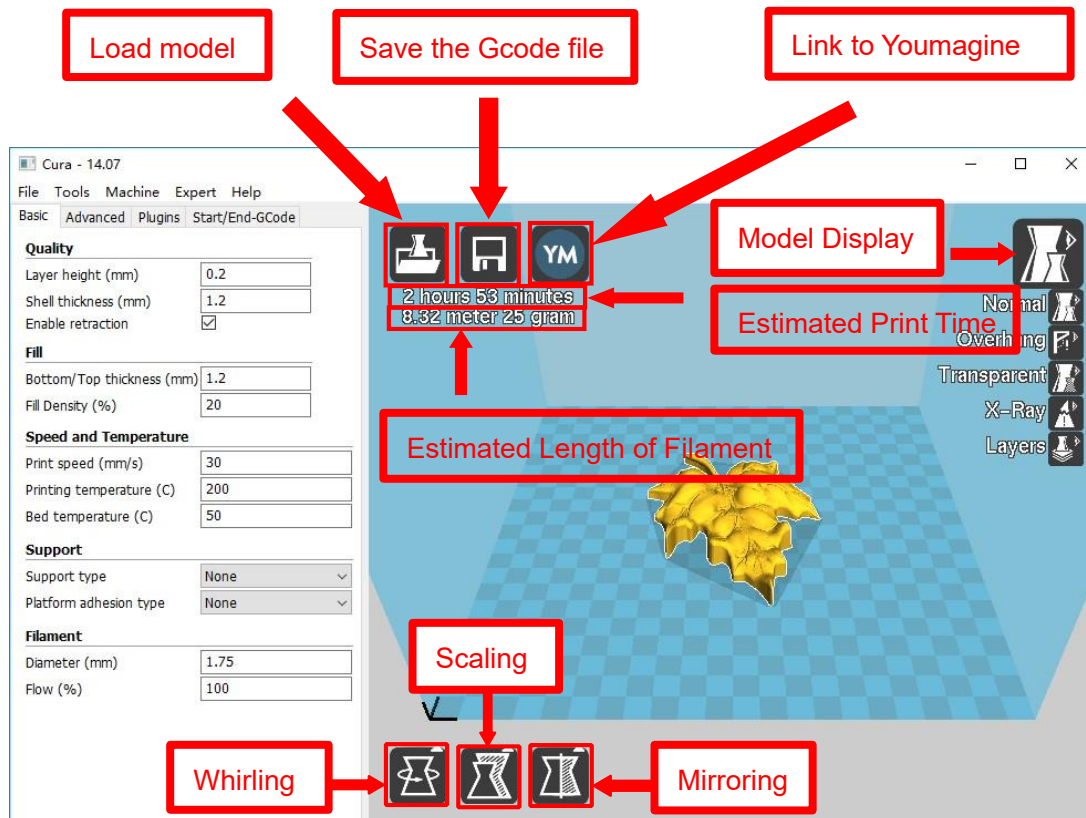 Load model
Save the Gcode file
Link to Youmagine
Cura - 14.07
File Tools Machine Expert Help
Basic Advanced Plugins Start/End-GCode
Quality
Layer height (mm) 0.2
Shell thickness (mm) 1.2
Enable retraction
Fill
Bottom/Top thickness (mm) 1.2
Fill Density (%) 20
Speed and Temperature
Print speed (mm/s) 30
Printing temperature (C) 200
Bed temperature (C) 50
Support
Support type None
Platform adhesion type None
Filament
Diameter (mm) 1.75
Flow (%) 100
YM
2 hours 53 minutes
8.32 meter 25 gram
Model Display
Estimated Print Time
Normal
Overhang
Transparent
X-Ray
Layers
Estimated Length of Filament
Scaling
Whirling
Mirroring